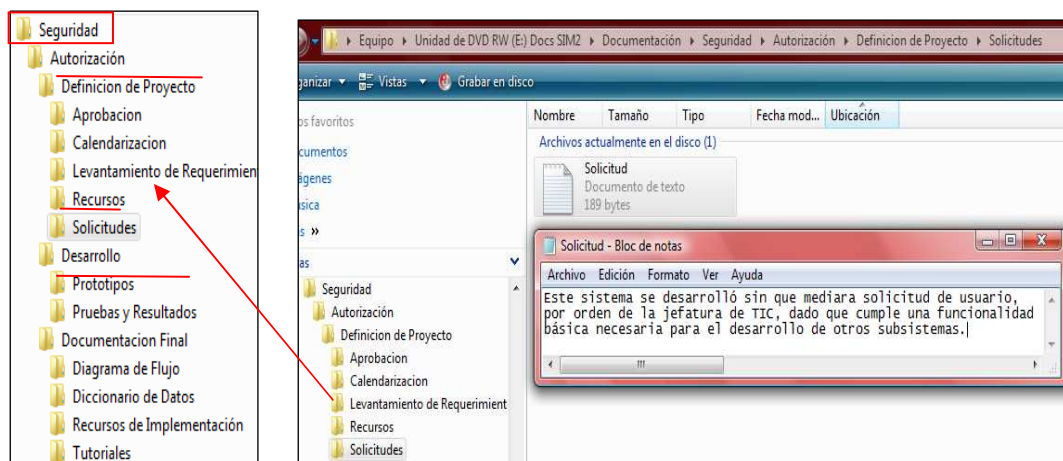 Seguridad
Autorización
Definicion de Proyecto
Aprobacion
Calendarizacion
Levantamiento de Requerimien
Recursos
Solicitudes
Desarrollo
Prototipos
Pruebas y Resultados
Documentacion Final
Diagrama de Flujo
Diccionario de Datos
Recursos de Implementación
Tutoriales
Equipo Unidad de DVD RW (E:) Docs SIM2 Documentación Seguridad Autorización Definicion de Proyecto Solicitudes
ganizar Vistas Grabar en disco
os favoritos
cumentos
ágenes
úsica
s »
as
Seguridad
Autorización
Definicion de Proyecto
Aprobacion
Calendarizacion
Levantamiento de Requerimient
Recursos
Solicitudes
Nombre Tamaño Tipo Fecha mod... Ubicación
Archivos actualmente en el disco (1)
Solicitud
Documento de texto
189 bytes
Solicitud - Bloc de notas
Archivo Edición Formato Ver Ayuda
Este sistema se desarrolló sin que mediara solicitud de usuario,
por orden de la jefatura de TIC, dado que cumple una funcionalidad
básica necesaria para el desarrollo de otros subsistemas.